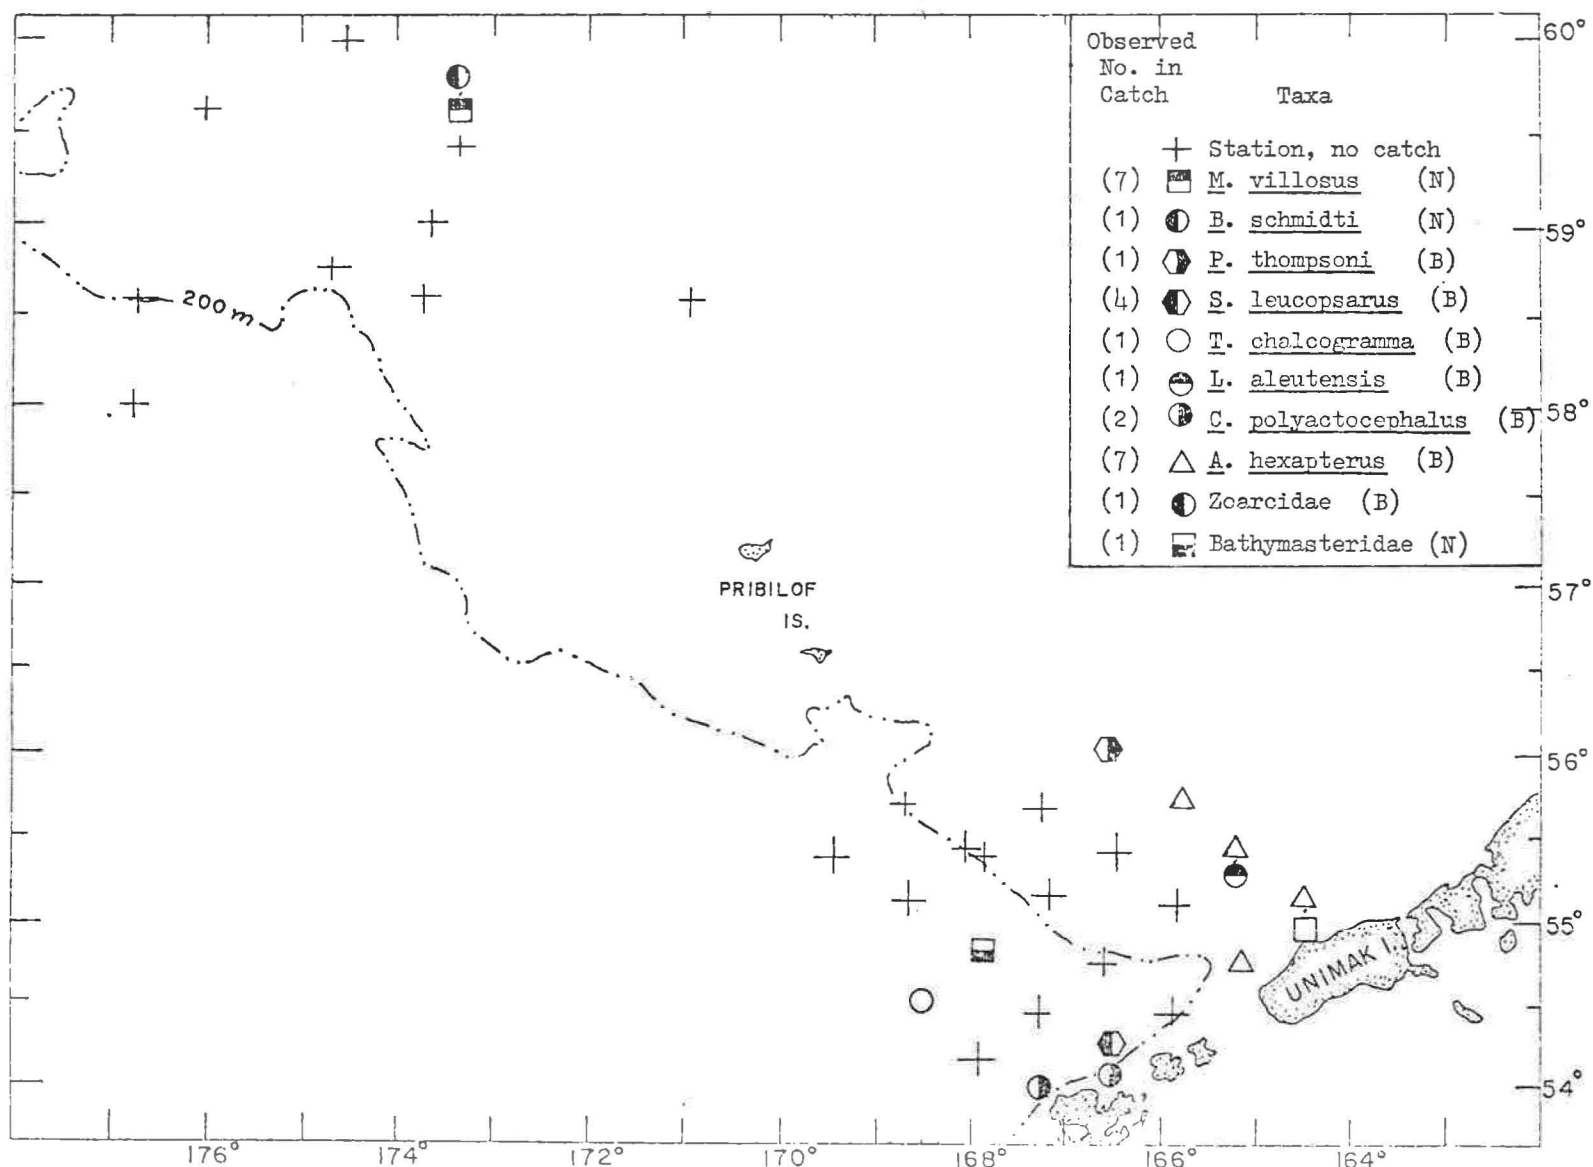 Observed
No. in
Catch Taxa
Station, no catch
(7) M. villosus (N)
(1) B. schmidti (N)
(1) P. thompsoni (B)
(4) S. leucopsarus (B)
(1) T. chalcogramma (B)
(1) L. aleutensis (B)
(2) C. polyactocephalus (B)
(7) A. hexapterus (B)
(1) Zoarcidae (B)
(1) Bathymasteridae (N)
60°
59°
58°
57°
56°
55°
54°
200 m
PRIBILOF
IS.
UNIMAK I.
176° 174° 172° 170° 168° 166° 164°